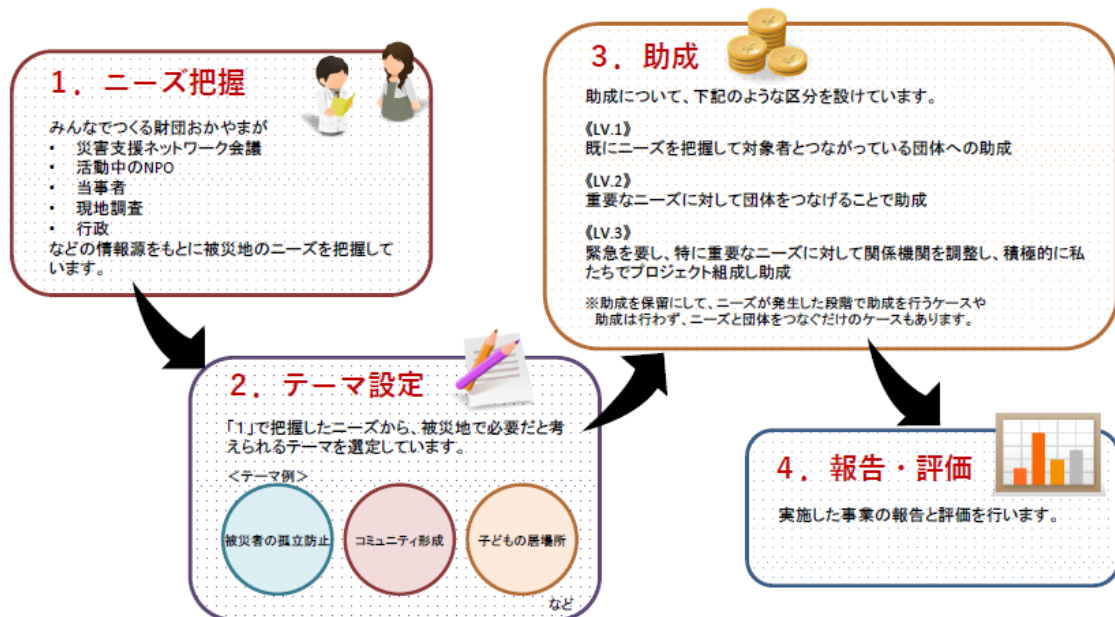 1．ニーズ把握
みんなでつくる財団おかやまが
• 災害支援ネットワーク会議
• 活動中のNPO
• 当事者
• 現地調査
• 行政
などの情報源をもとに被災地のニーズを把握して
います。
2．テーマ設定
「1」で把握したニーズから、被災地で必要だと考
えられるテーマを選定しています。
＜テーマ例＞
被災者の孤立防止
コミュニティ形成
子どもの居場所
など
3．助成
助成について、下記のような区分を設けています。
《LV.1》
既にニーズを把握して対象者とつながっている団体への助成
《LV.2》
重要なニーズに対して団体をつなげることで助成
《LV.3》
緊急を要し、特に重要なニーズに対して関係機関を調整し、積極的に私
たちでプロジェクト組成し助成
※助成を保留にして、ニーズが発生した段階で助成を行うケースや
助成は行わず、ニーズと団体をつなぐだけのケースもあります。
4．報告・評価
実施した事業の報告と評価を行います。